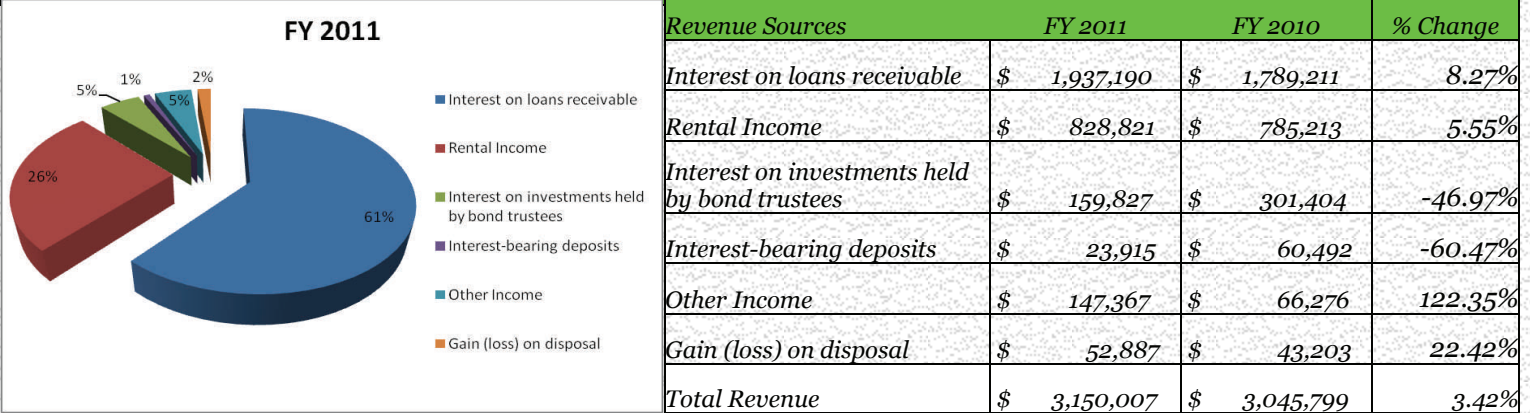 FY 2011
5%
1%
5%
2%
26%
61%
Interest on loans receivable
Rental Income
Interest on investments held
by bond trustees
Interest-bearing deposits
Other Income
Gain (loss) on disposal
Revenue Sources FY 2011 FY 2010 % Change
Interest on loans receivable $ 1,937,190 $ 1,789,211 8.27%
Rental Income $ 828,821 $ 785,213 5.55%
Interest on investments held
by bond trustees $ 159,827 $ 301,404 -46.97%
Interest-bearing deposits $ 23,915 $ 60,492 -60.47%
Other Income $ 147,367 $ 66,276 122.35%
Gain (loss) on disposal $ 52,887 $ 43,203 22.42%
Total Revenue $ 3,150,007 $ 3,045,799 3.42%